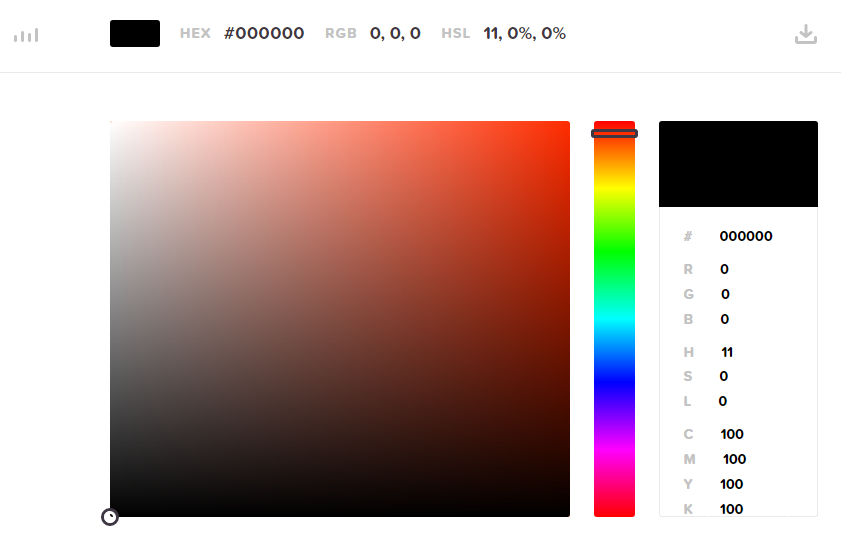 HEX #000000 RGB 0, 0, 0 HSL 11, 0%, 0%
# 000000
R 0
G 0
B 0
H 11
S 0
L 0
C 100
M 100
Y 100
K 100